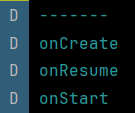 D -------
D onCreate
D onResume
D onStart